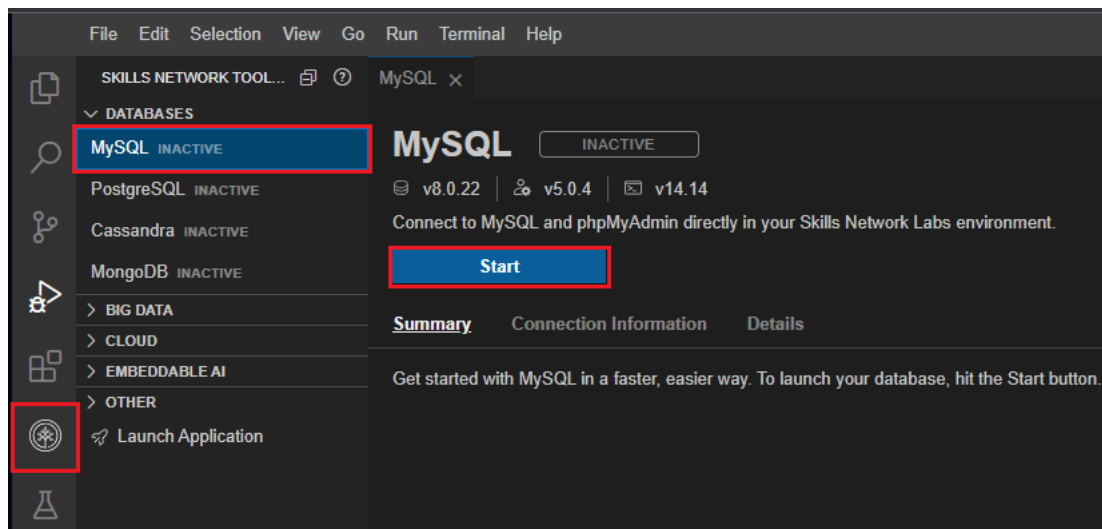 File Edit Selection View Go Run Terminal Help
SKILLS NETWORK TOOL...
DATABASES
MySQL INACTIVE
PostgreSQL INACTIVE
Cassandra INACTIVE
MongoDB INACTIVE
BIG DATA
CLOUD
EMBEDDABLE AI
OTHER
Launch Application
MySQL
MySQL INACTIVE
v8.0.22 v5.0.4 v14.14
Connect to MySQL and phpMyAdmin directly in your Skills Network Labs environment.
Start
Summary Connection Information Details
Get started with MySQL in a faster, easier way. To launch your database, hit the Start button.